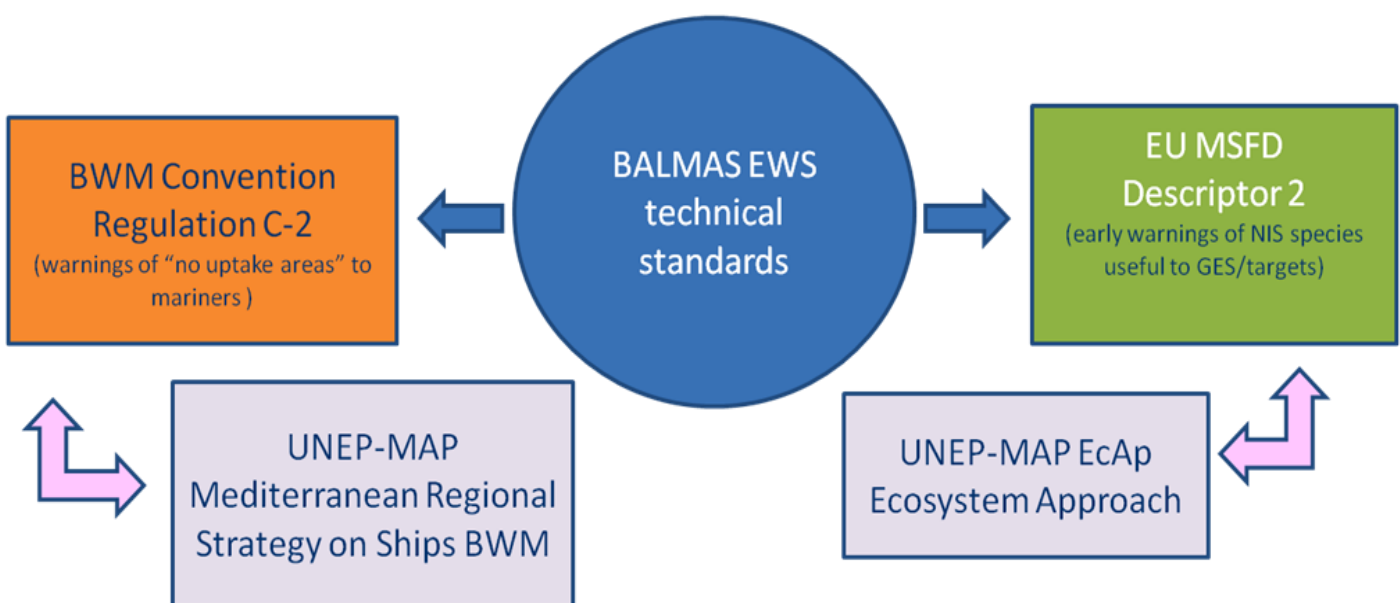 BWM Convention
Regulation C-2
(warnings of “no uptake areas” to
mariners )
BALMAS EWS
technical
standards
EU MSFD
Descriptor 2
(early warnings of NIS species
useful to GES/targets)
UNEP-MAP
Mediterranean Regional
Strategy on Ships BWM
UNEP-MAP EcAp
Ecosystem Approach